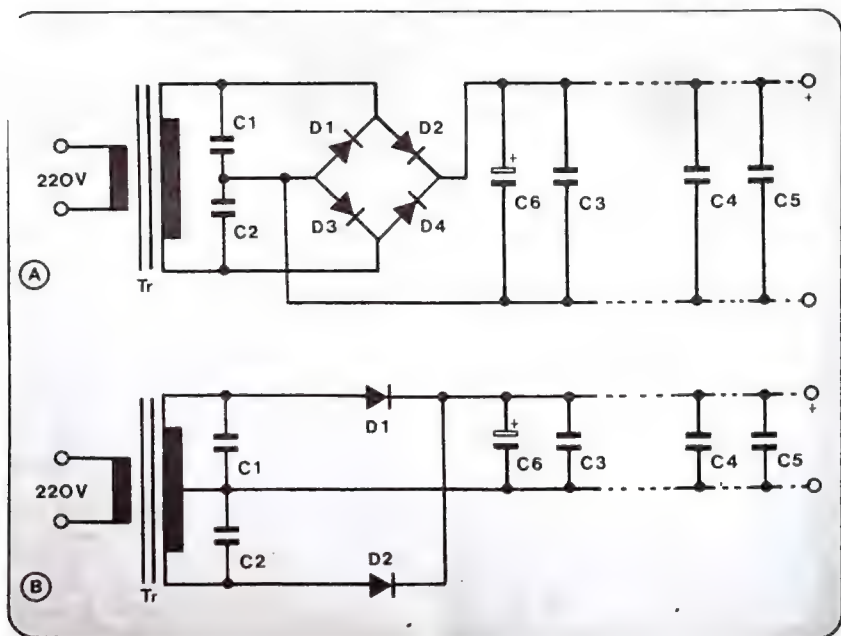 C1
D1
D2
220V
+
C2
D3
D4
C6
C3
C4
C5
+
A
Tr
D1
+
C1
C6
C3
C4
C5
+
220V
C2
D2
B
Tr